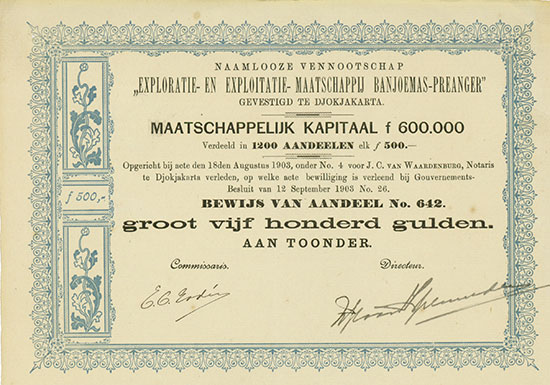 NAAMLOOZE VENNOOTSCHAP
„EXPLORATIE- EN EXPLOITATIE- MAATSCHAPPIJ BANJOEMAS-PREANGER"
GEVESTIGD TE DJOKJAKARTA.
MAATSCHAPPELIJK KAPITAAL f 600.000
Verdeeld in 1200 AANDEELEN elk f 500.—
Opgericht bij acte den 18den Augustus 1903, onder No. 4 voor J. C. VAN WAARDENBURG, Notaris
te Djokjakarta verleden, op welke acte bewilliging is verleend bij Gouvernements-
Besluit van 12 September 1903 No. 26.
f 500,-
BEWIJS VAN AANDEEL No. 642.
groot vijf honderd gulden.
AAN TOONDER.
Commissaris. Directeur.
E. C.